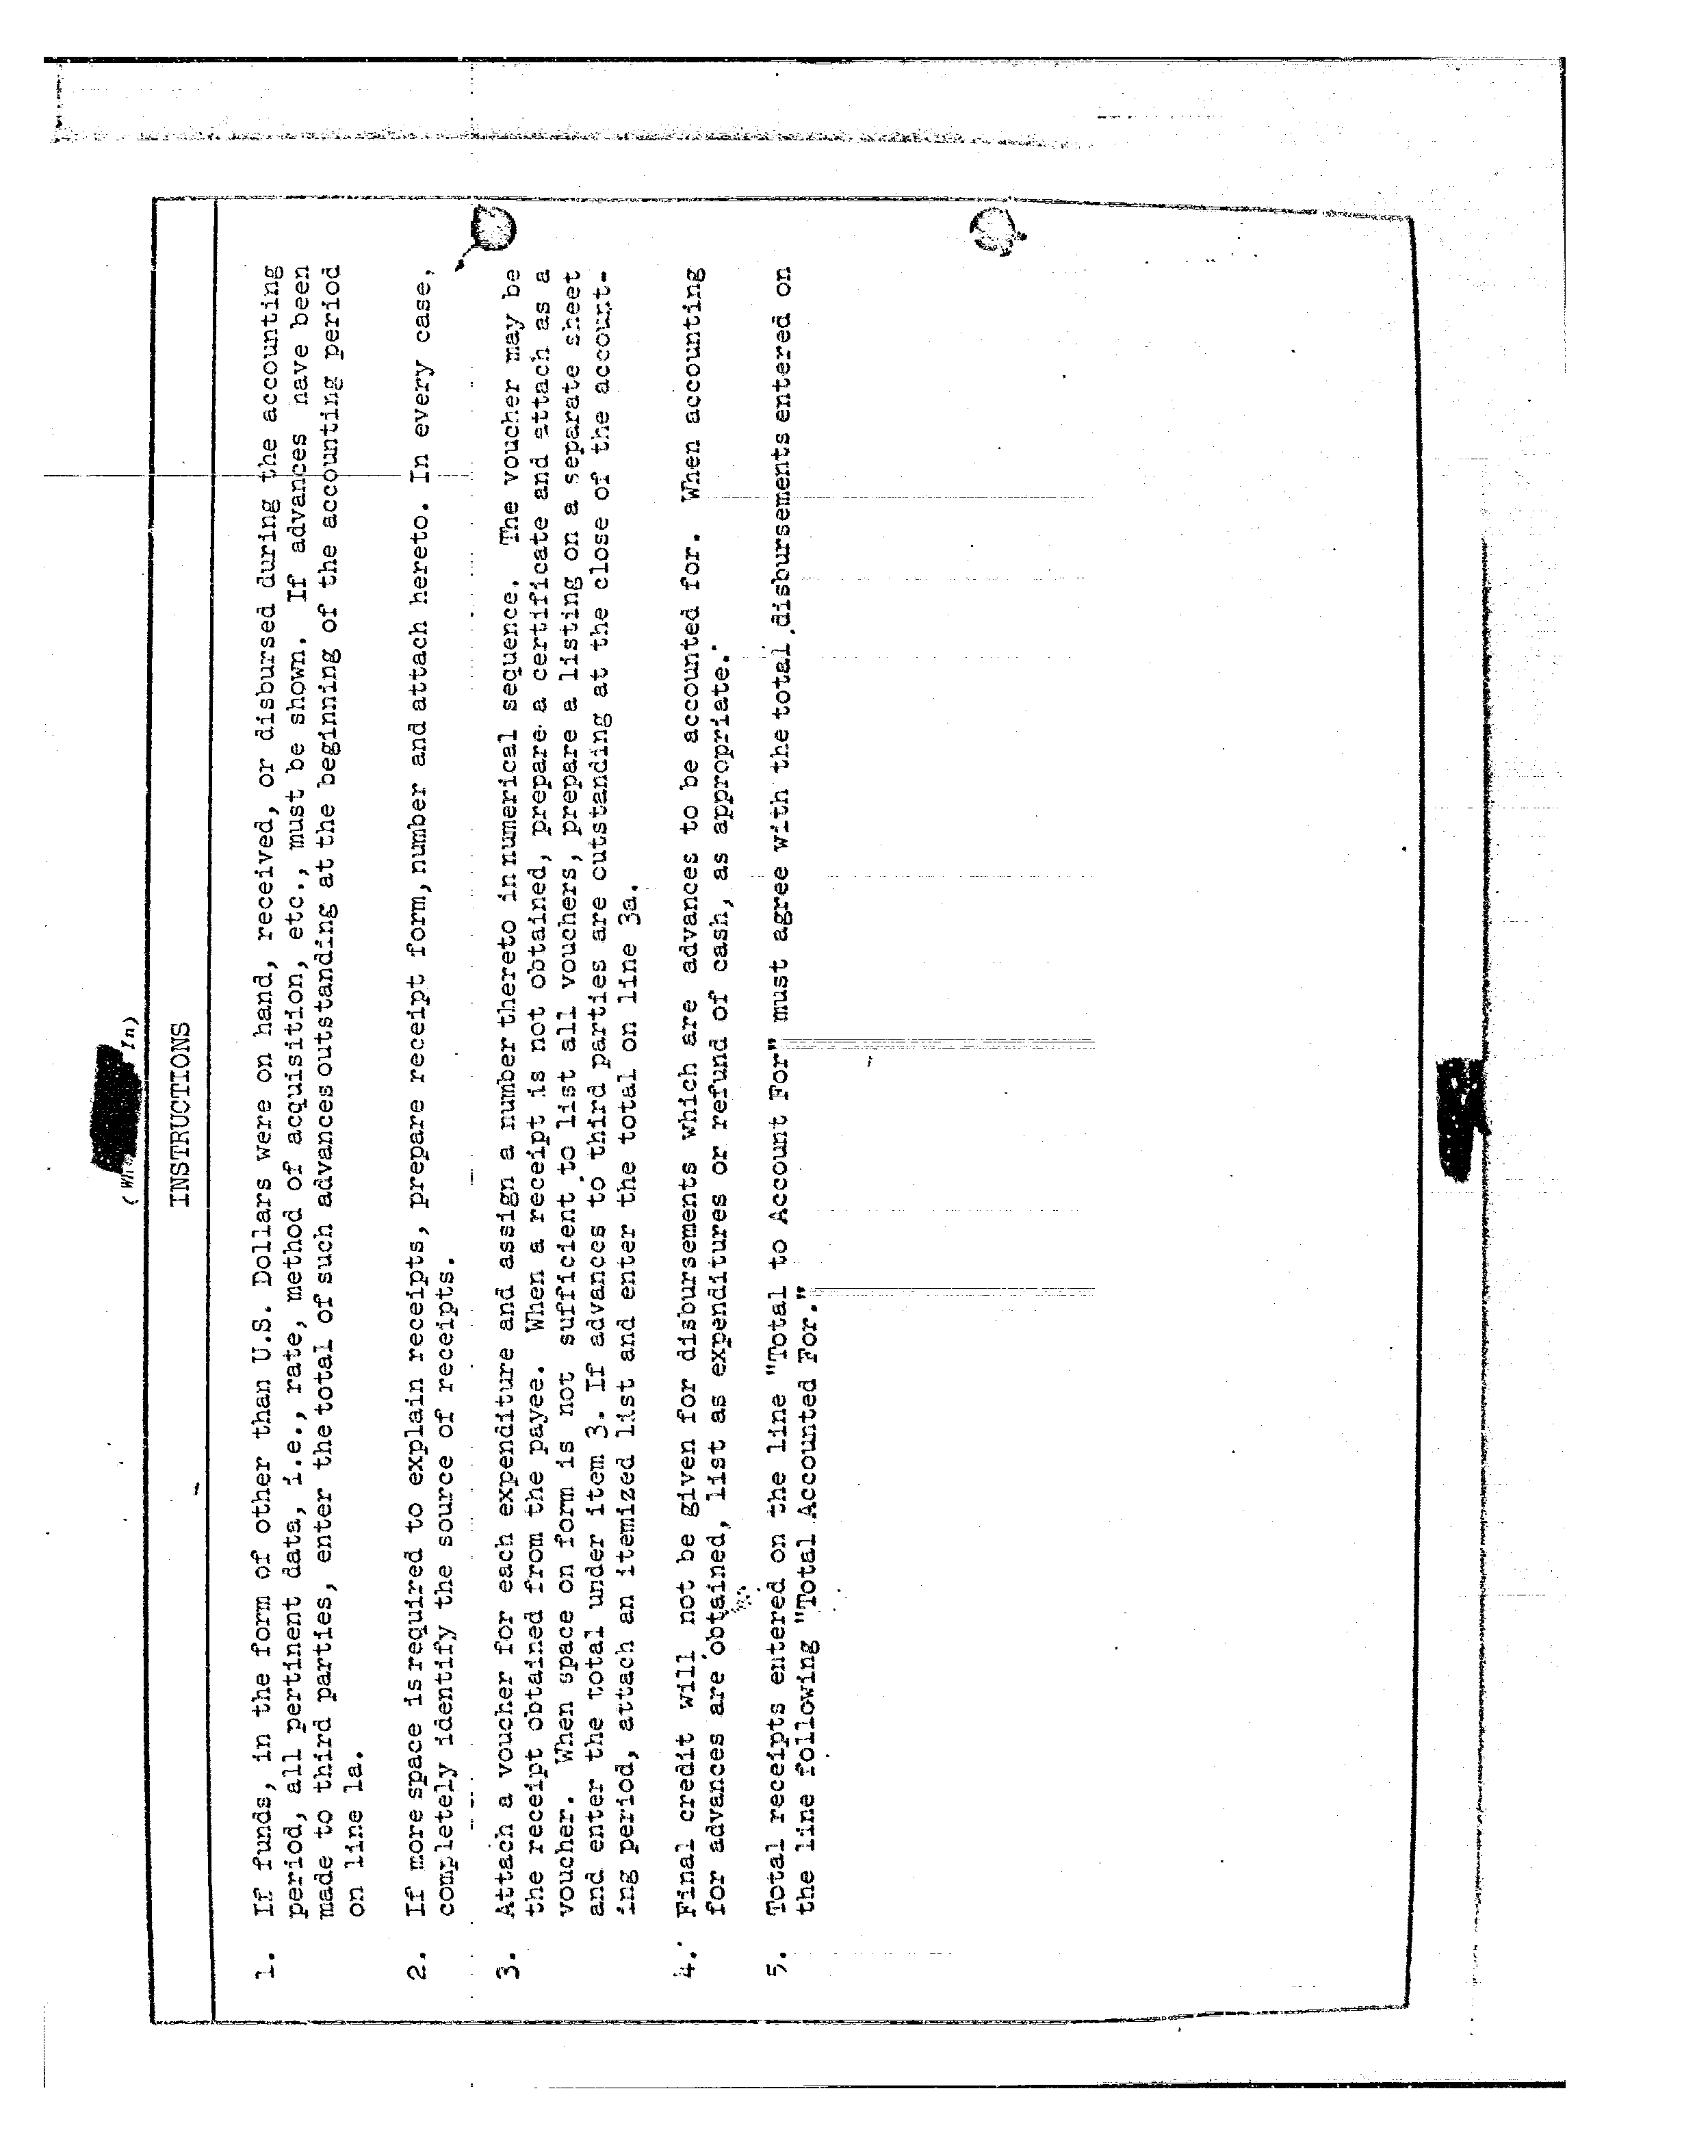 In)
INSTRUCTIONS
1. If funds, in the form of other than U.S. Dollars were on hand, received, or disbursed during the accounting
period, all pertinent data, i.e., rate, method of acquisition, etc., must be shown. If advances have been
made to third parties, enter the total of such advances outstanding at the beginning of the accounting period
on line 1a.
2. If more space is required to explain receipts, prepare receipt form, number and attach hereto. In every case,
completely identify the source of receipts.
3. Attach a voucher for each expenditure and assign a number thereto in numerical sequence. The voucher may be
the receipt obtained from the payee. When a receipt is not obtained, prepare a certificate and attach as a
voucher. When space on form is not sufficient to list all vouchers, prepare a listing on a separate sheet
and enter the total under item 3. If advances to third parties are outstanding at the close of the account-
ing period, attach an itemized list and enter the total on line 3a.
4. Final credit will not be given for disbursements which are advances to be accounted for. When accounting
for advances are obtained, list as expenditures or refund of cash, as appropriate.
5. Total receipts entered on the line "Total to Account For" must agree with the total disbursements entered on
the line following "Total Accounted For."